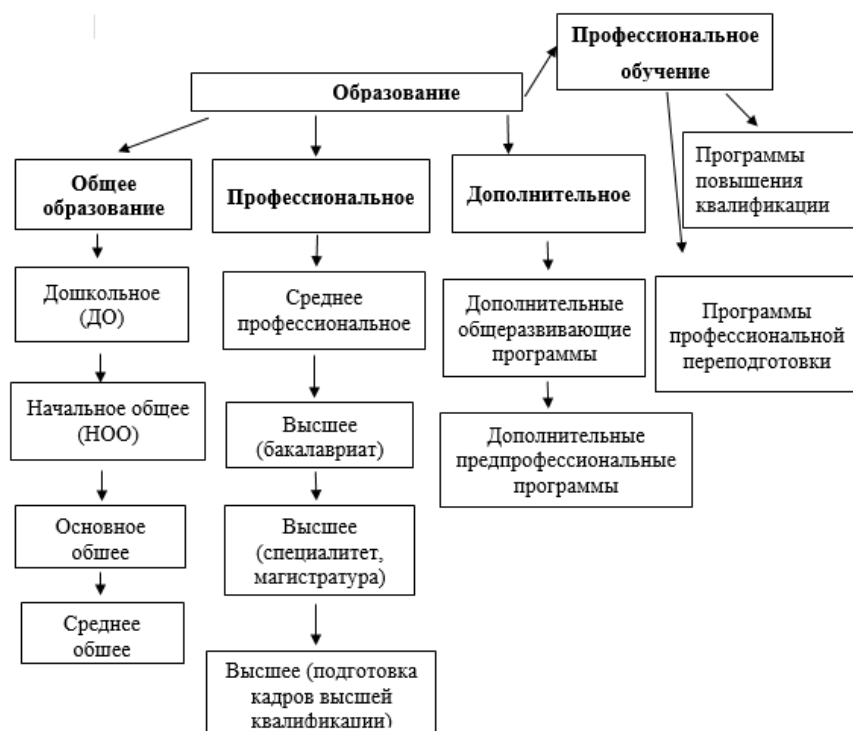 Профессиональное
обучение
Образование
Программы
повышения
квалификации
Общее
образование
Профессиональное
Дополнительное
Дошкольное
(ДО)
Среднее
профессиональное
Дополнительные
общеразвивающие
программы
Программы
профессиональной
переподготовки
Начальное общее
(НОО)
Высшее
(бакалавриат)
Дополнительные
предпрофессиональные
программы
Основное
обшее
Высшее
(специалитет,
магистратура)
Среднее
обшее
Высшее (подготовка
кадров высшей
квалификации)